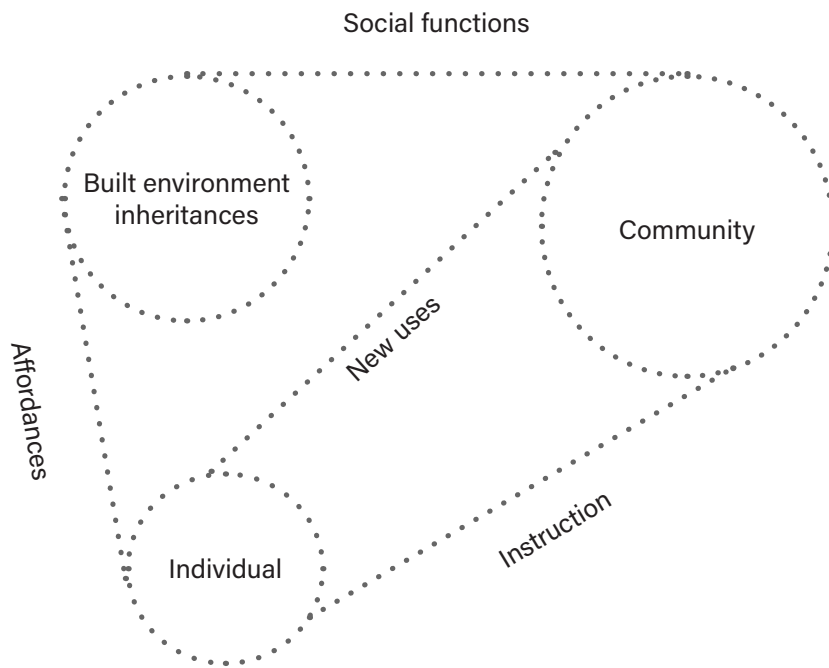 Social functions
Built environment
inheritances
Community
New uses
Affordances
Instruction
Individual